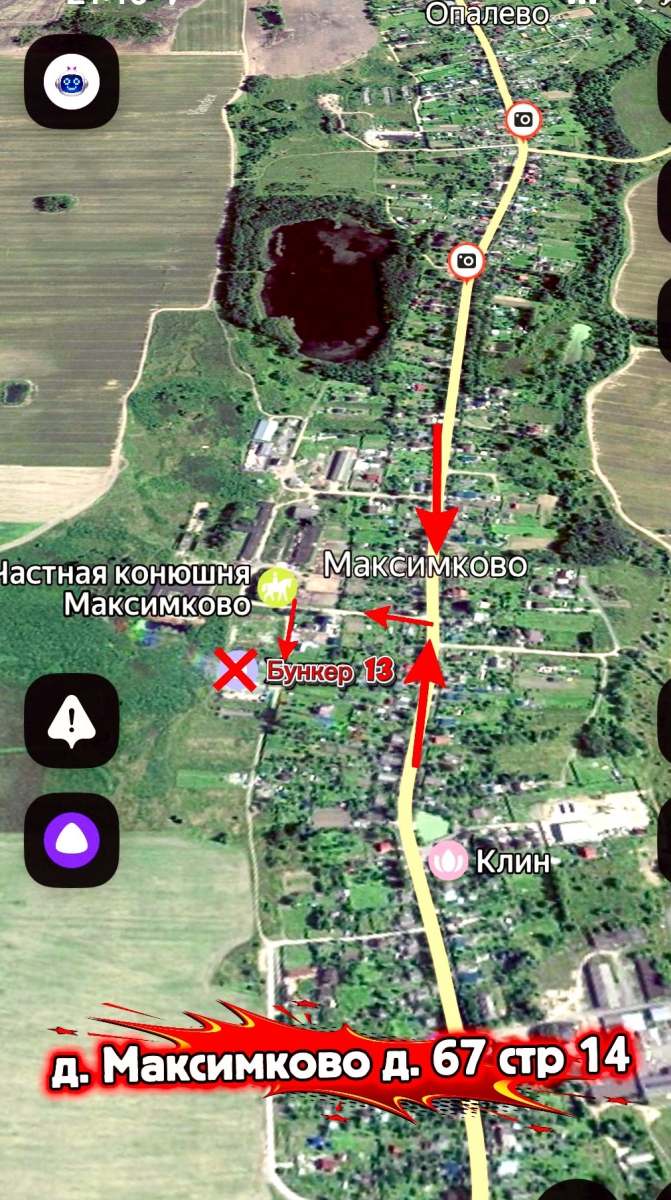 Опалево
Максимково
Частная конюшня
Максимково
Бункер 13
Клин
д. Максимково д. 67 стр 14